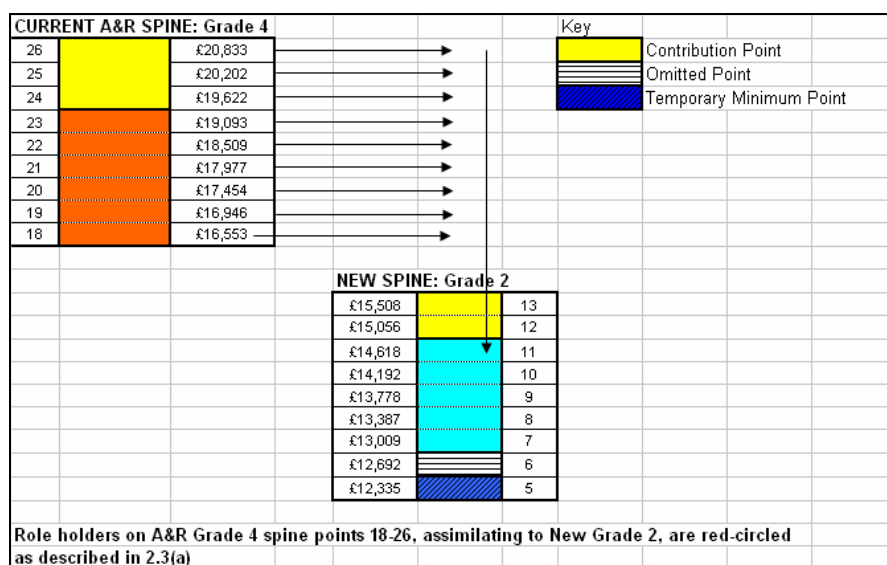 CURRENT A&R SPINE: Grade 4 Key
26 £20,833 Contribution Point
25 £20,202 Omitted Point
24 £19,622 Temporary Minimum Point
23 £19,093
22 £18,509
21 £17,977
20 £17,454
19 £16,946
18 £16,553
NEW SPINE: Grade 2
£15,508 13
£15,056 12
£14,618 11
£14,192 10
£13,778 9
£13,387 8
£13,009 7
£12,692 6
£12,335 5
Role holders on A&R Grade 4 spine points 18-26, assimilating to New Grade 2, are red-circled
as described in 2.3(a)